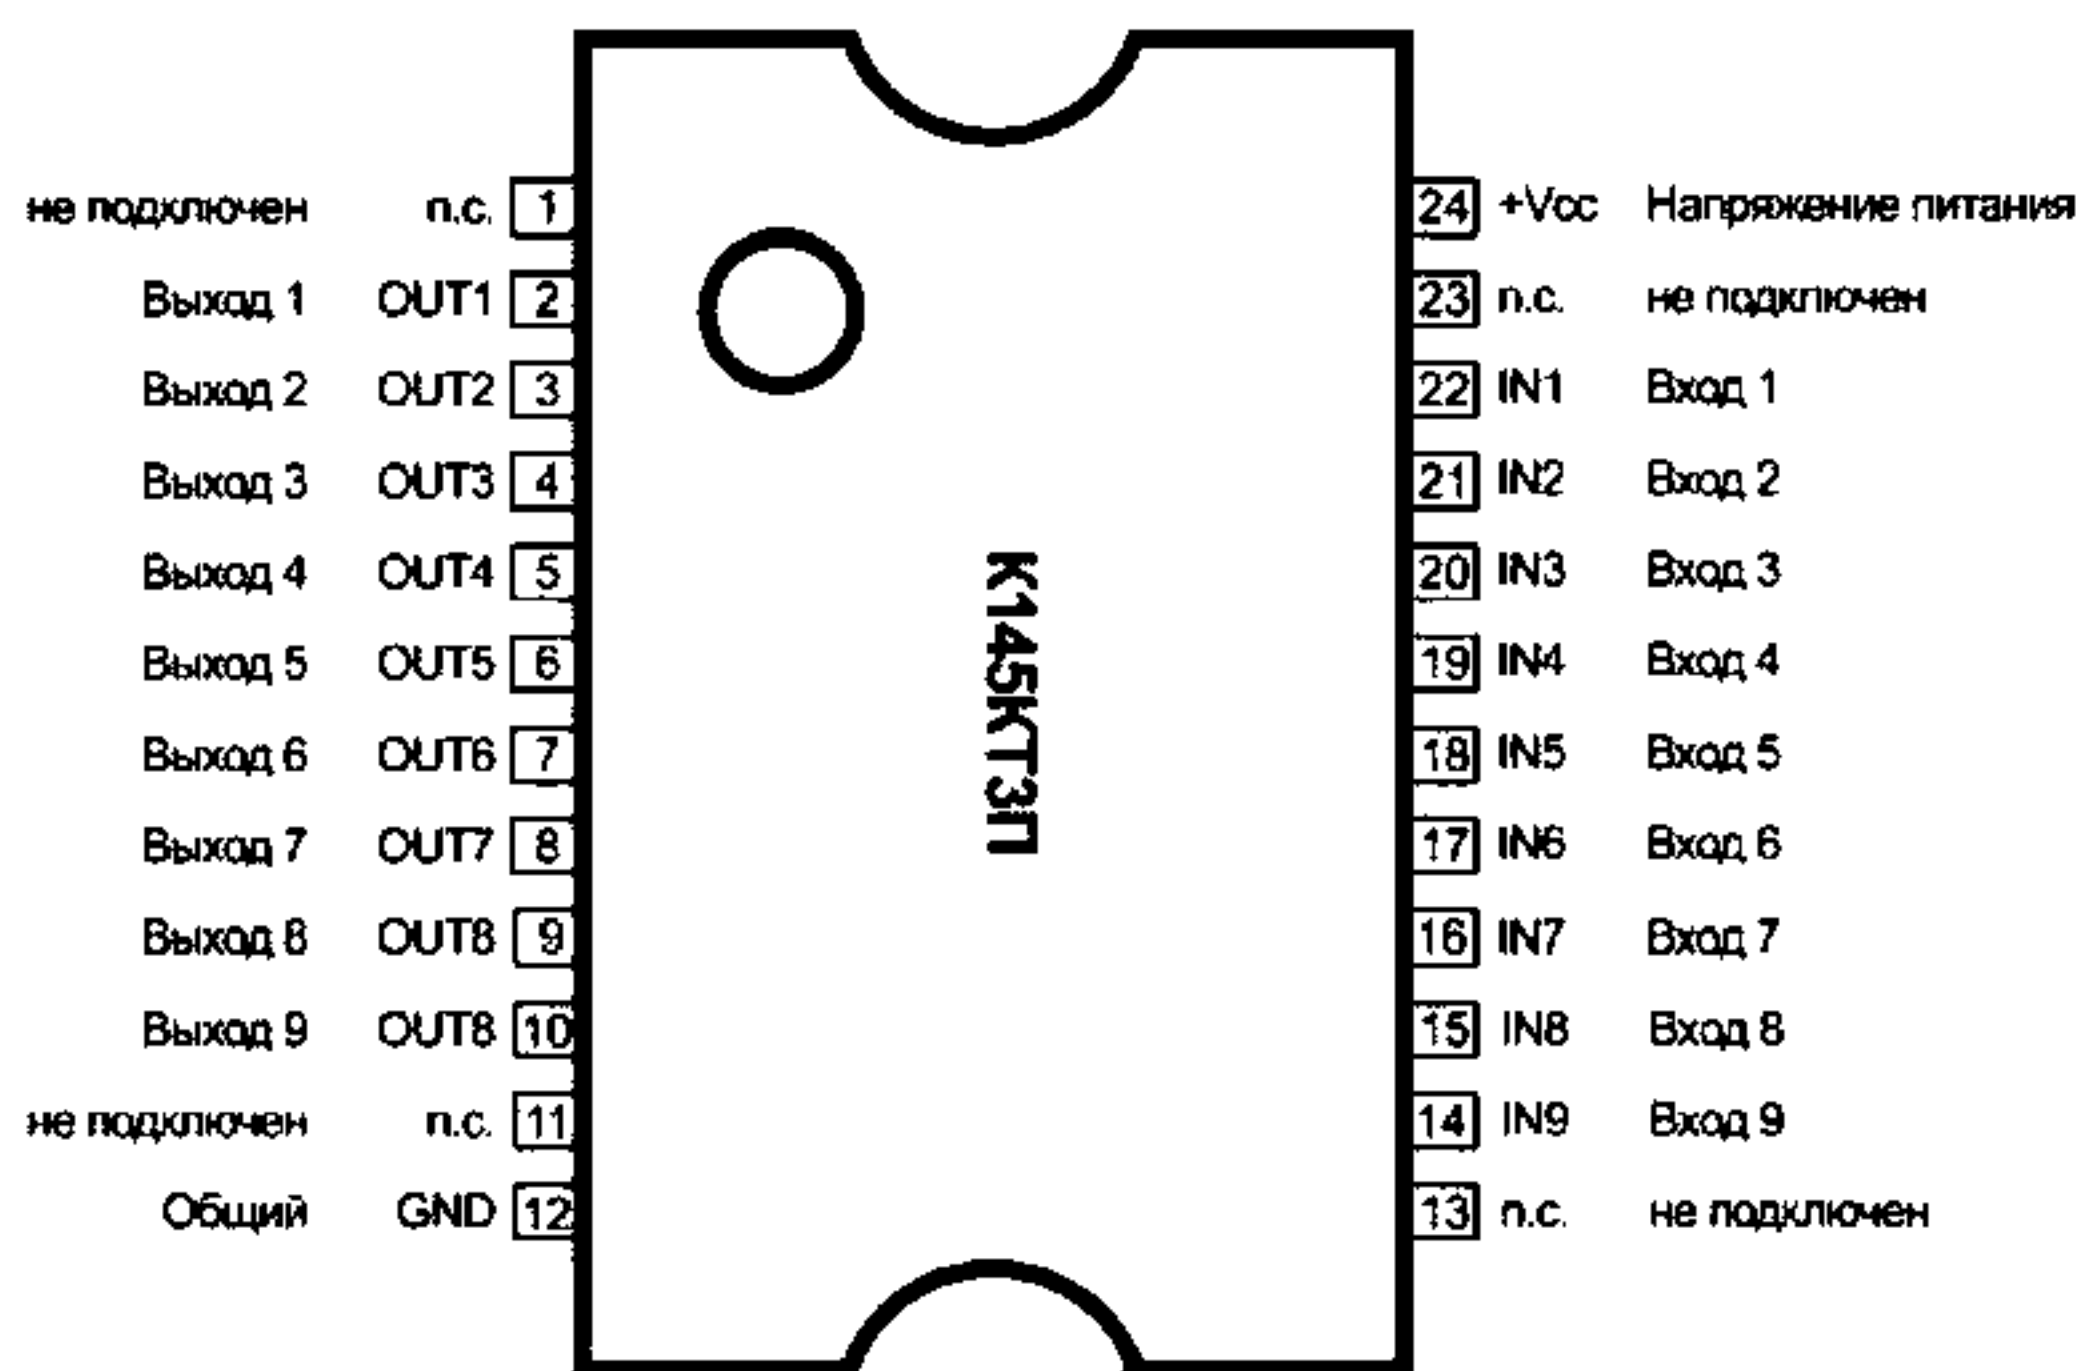 не подключен n.c. 1
Выход 1 OUT1 2
Выход 2 OUT2 3
Выход 3 OUT3 4
Выход 4 OUT4 5
Выход 5 OUT5 6
Выход 6 OUT6 7
Выход 7 OUT7 8
Выход 8 OUT8 9
Выход 9 OUT8 10
не подключен n.c. 11
Общий GND 12
К145КТ3П
24 +Vcc Напряжение питания
23 n.c. не подключен
22 IN1 Вход 1
21 IN2 Вход 2
20 IN3 Вход 3
19 IN4 Вход 4
18 IN5 Вход 5
17 IN6 Вход 6
16 IN7 Вход 7
15 IN8 Вход 8
14 IN9 Вход 9
13 n.c. не подключен